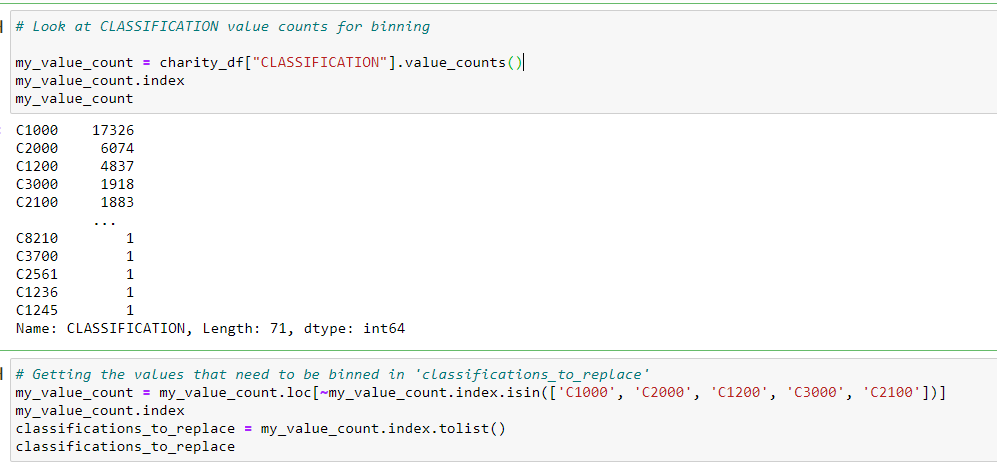 # Look at CLASSIFICATION value counts for binning
my_value_count = charity_df["CLASSIFICATION"].value_counts()
my_value_count.index
my_value_count
C1000    17326
C2000     6074
C1200     4837
C3000     1918
C2100     1883
         ...
C8210        1
C3700        1
C2561        1
C1236        1
C1245        1
Name: CLASSIFICATION, Length: 71, dtype: int64
# Getting the values that need to be binned in 'classifications_to_replace'
my_value_count = my_value_count.loc[~my_value_count.index.isin(['C1000', 'C2000', 'C1200', 'C3000', 'C2100'])]
my_value_count.index
classifications_to_replace = my_value_count.index.tolist()
classifications_to_replace